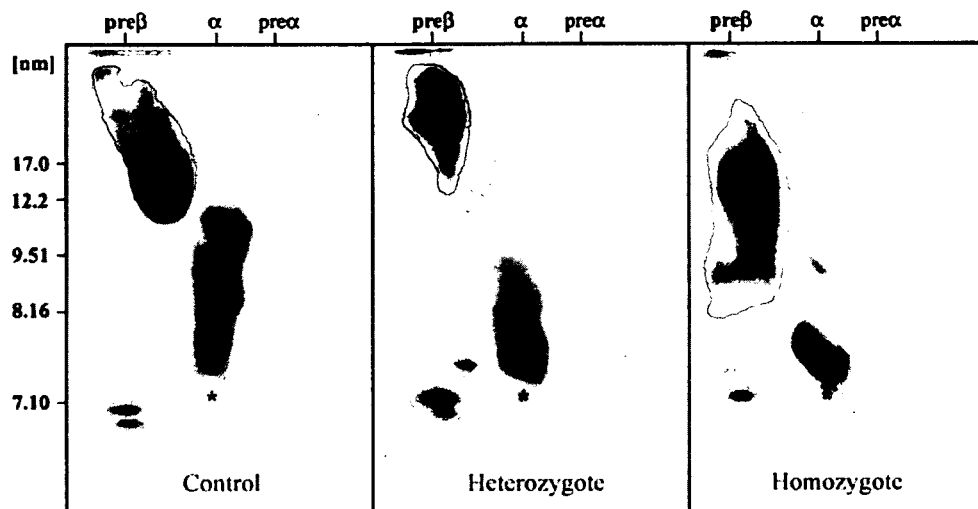 preβ α preα preβ α preα preβ α preα
[nm]
17.0
12.2
9.51
8.16
7.10
* * *
Control Heterozygote Homozygote